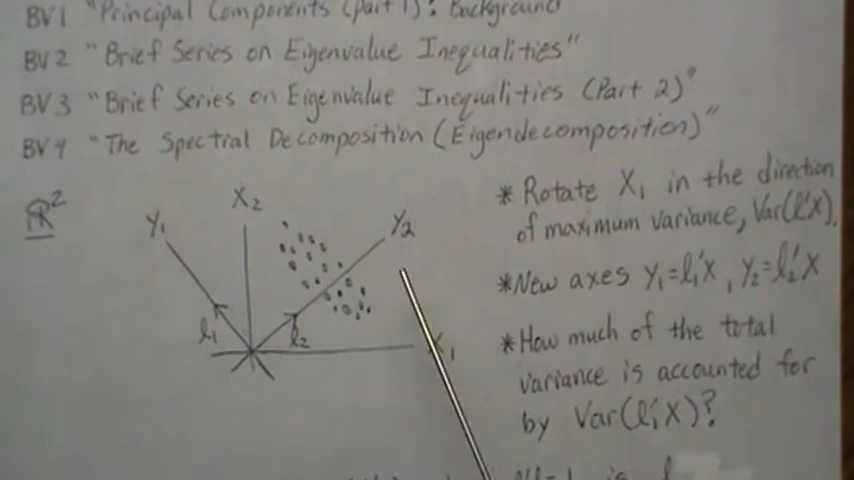 BV1 "Principal Components (part 1): Background
BV2 "Brief Series on Eigenvalue Inequalities"
BV3 "Brief Series on Eigenvalue Inequalities (Part 2)"
BV4 "The Spectral Decomposition (Eigendecomposition)"
ℝ²
Y₁
X₂
Y₂
l₁
l₂
X₁
* Rotate X₁ in the direction
of maximum variance, Var(l'X).
* New axes Y₁=l₁'X, Y₂=l₂'X
* How much of the total
variance is accounted for
by Var(l₁'X)?
is